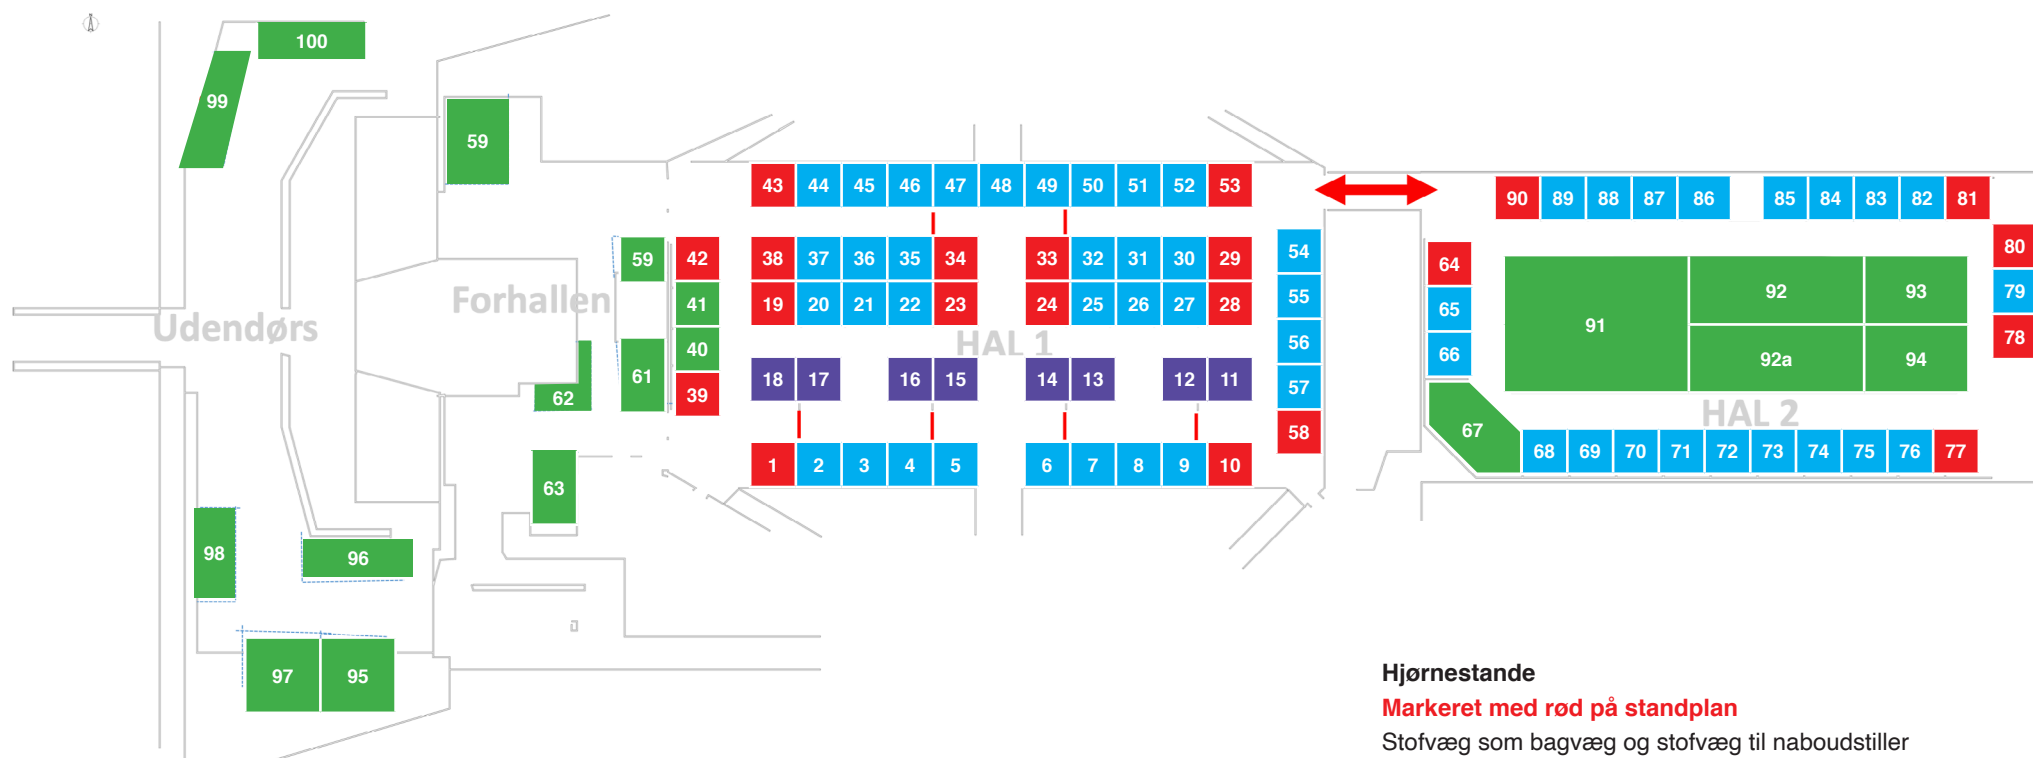 100
99
59
43 44 45 46 47 48 49 50 51 52 53
90 89 88 87 86 85 84 83 82 81
59 42 38 37 36 35 34 33 32 31 30 29 54 64 80
41 19 20 21 22 23 24 25 26 27 28 55 65 91 92 93 79
Udendørs Forhallen HAL 1
61 62 40 39 18 17 16 15 14 13 12 11 56 57 66 92a 94 78
HAL 2
63 1 2 3 4 5 6 7 8 9 10 58 67 68 69 70 71 72 73 74 75 76 77
98 96
97 95
Hjørnestande
Markeret med rød på standplan
Stofvæg som bagvæg og stofvæg til naboudstiller